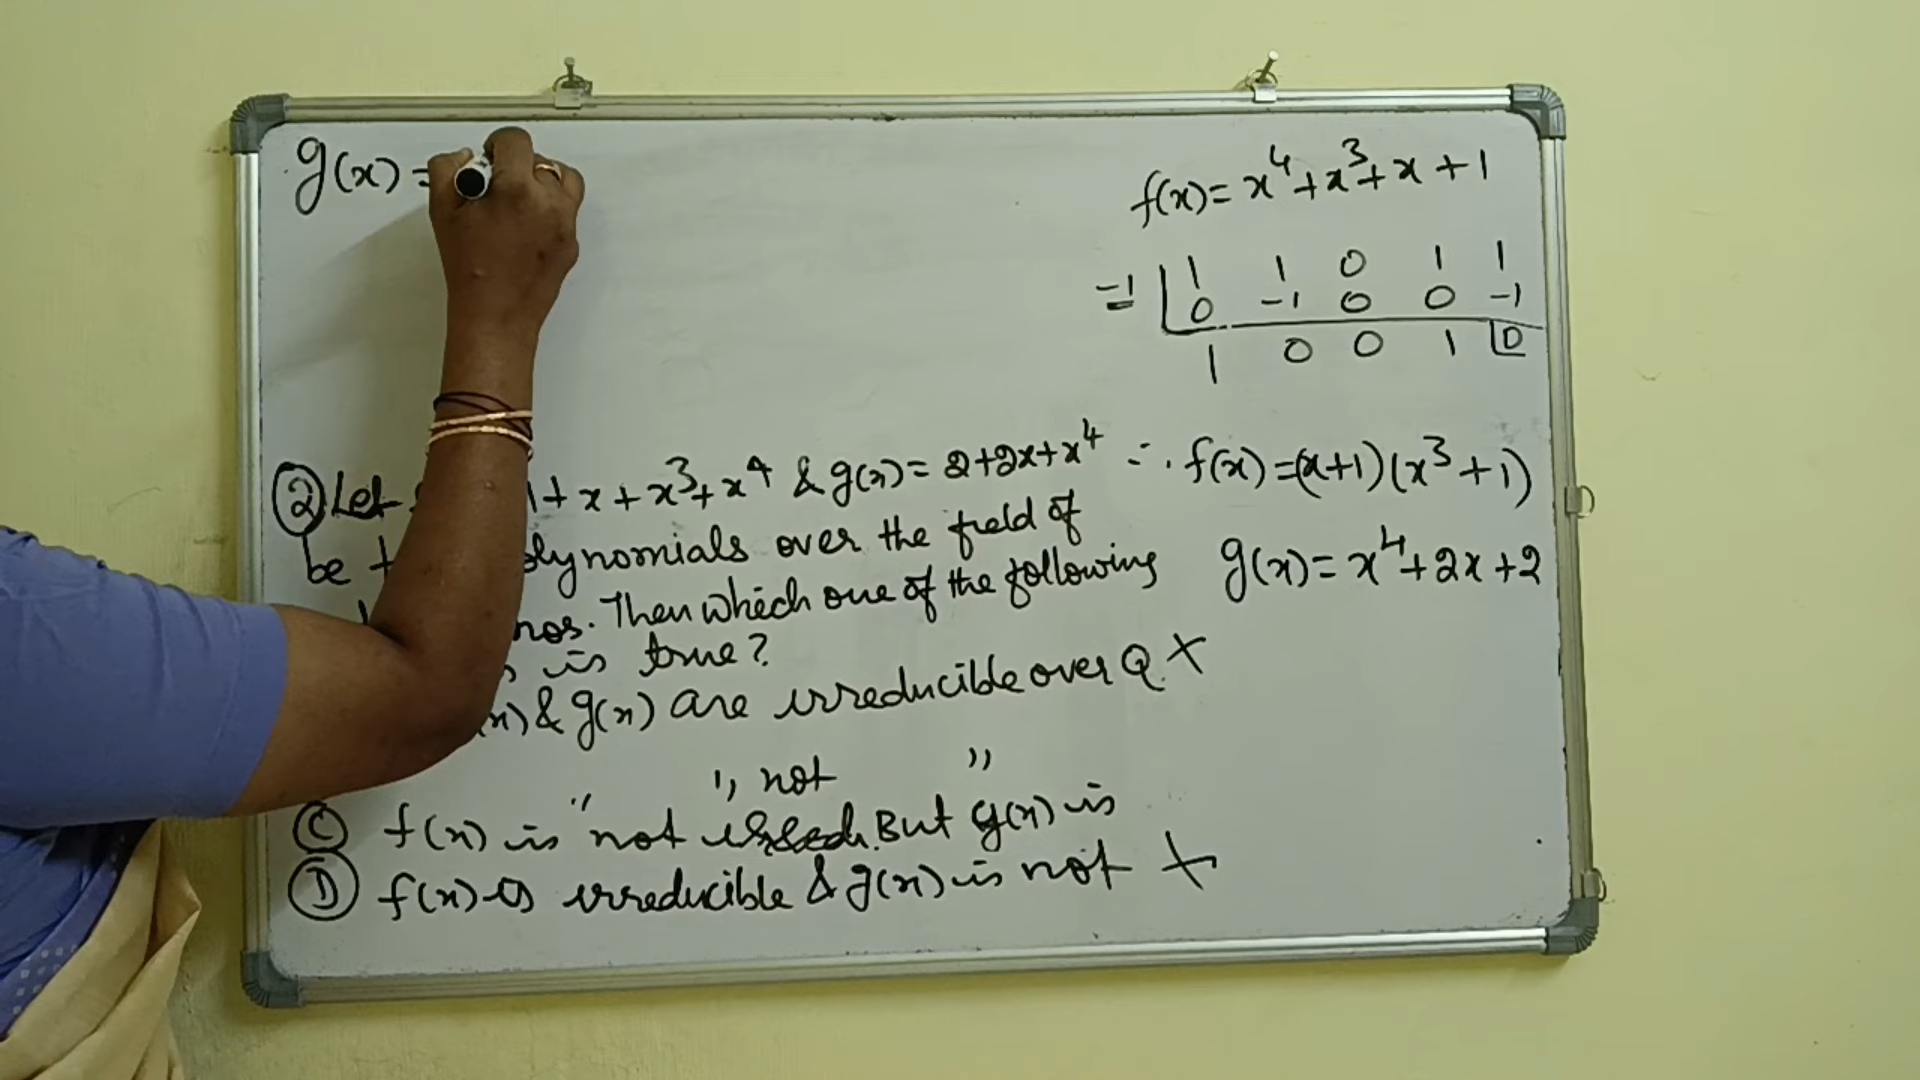 g(x) =
f(x) = x⁴ + x³ + x + 1
-1 | 1 1 0 1 1
0 -1 0 0 -1
1 0 0 1 | 0
② Let 1 + x + x³ + x⁴ & g(x) = 2+2x+x⁴
be polynomials over the field of
nos. Then which one of the following
is true?
(x) & g(x) are irreducible over Q. ×
" " not "
Ⓒ f(x) is not irred. But g(x) is
Ⓓ f(x) is irreducible & g(x) is not ×
∴ f(x) = (x+1)(x³+1)
g(x) = x⁴+2x+2